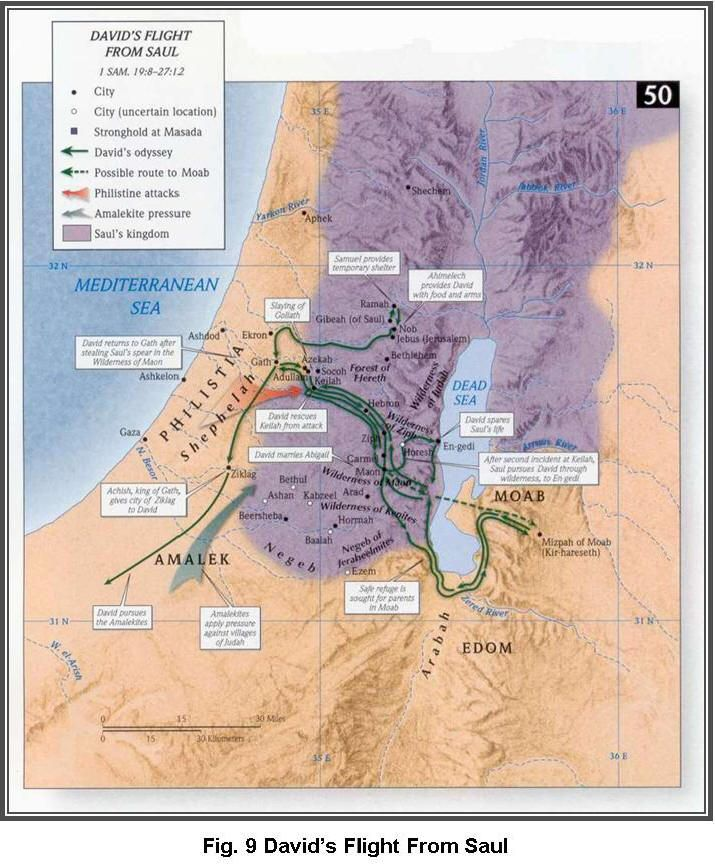 DAVID'S FLIGHT
FROM SAUL
1 SAM. 19:8–27:12
City
City (uncertain location)
Stronghold at Masada
David's odyssey
Possible route to Moab
Philistine attacks
Amalekite pressure
Saul's kingdom
50
35 E
36 E
Jordan River
Shechem
Jabbok River
Yarkon River
Aphek
32 N
32 N
MEDITERRANEAN
SEA
Samuel provides
temporary shelter
Ahimelech
provides David
with food and arms
Ramah
Gibeah (of Saul)
Nob
Jebus (Jerusalem)
Slaying of
Goliath
Ashdod
Ekron
Bethlehem
David returns to Gath after
stealing Saul's spear in the
Wilderness of Maon
Gath
Azekah
Socoh
Forest of
Hereth
Adullam
Keilah
Ashkelon
PHILISTIA
Shephelah
Wilderness
of Judah
DEAD
SEA
Hebron
David rescues
Keilah from attack
Wilderness
of Ziph
David spares
Saul's life
Gaza
N. Besor
Ziph
Horesh
En-gedi
Arnon River
David marries Abigail
Carmel
After second incident at Keilah,
Saul pursues David through
wilderness, to En-gedi
Maon
Wilderness of Maon
Ziklag
Bethul
Achish, king of Gath,
gives city of Ziklag
to David
Ashan
Kabzeel
Arad
MOAB
Wilderness of Kenites
Beersheba
Hormah
Baalah
Mizpah of Moab
(Kir-hareseth)
Negeb
Negeb of
Jerahmeelites
AMALEK
Ezem
Safe refuge is
sought for parents
in Moab
David pursues
the Amalekites
Amalekites
apply pressure
against villages
of Judah
Zered River
31 N
31 N
Arabah
EDOM
W. el-Arish
0
15
30 Miles
0
15
30 Kilometers
35 E
36 E
Fig. 9 David's Flight From Saul